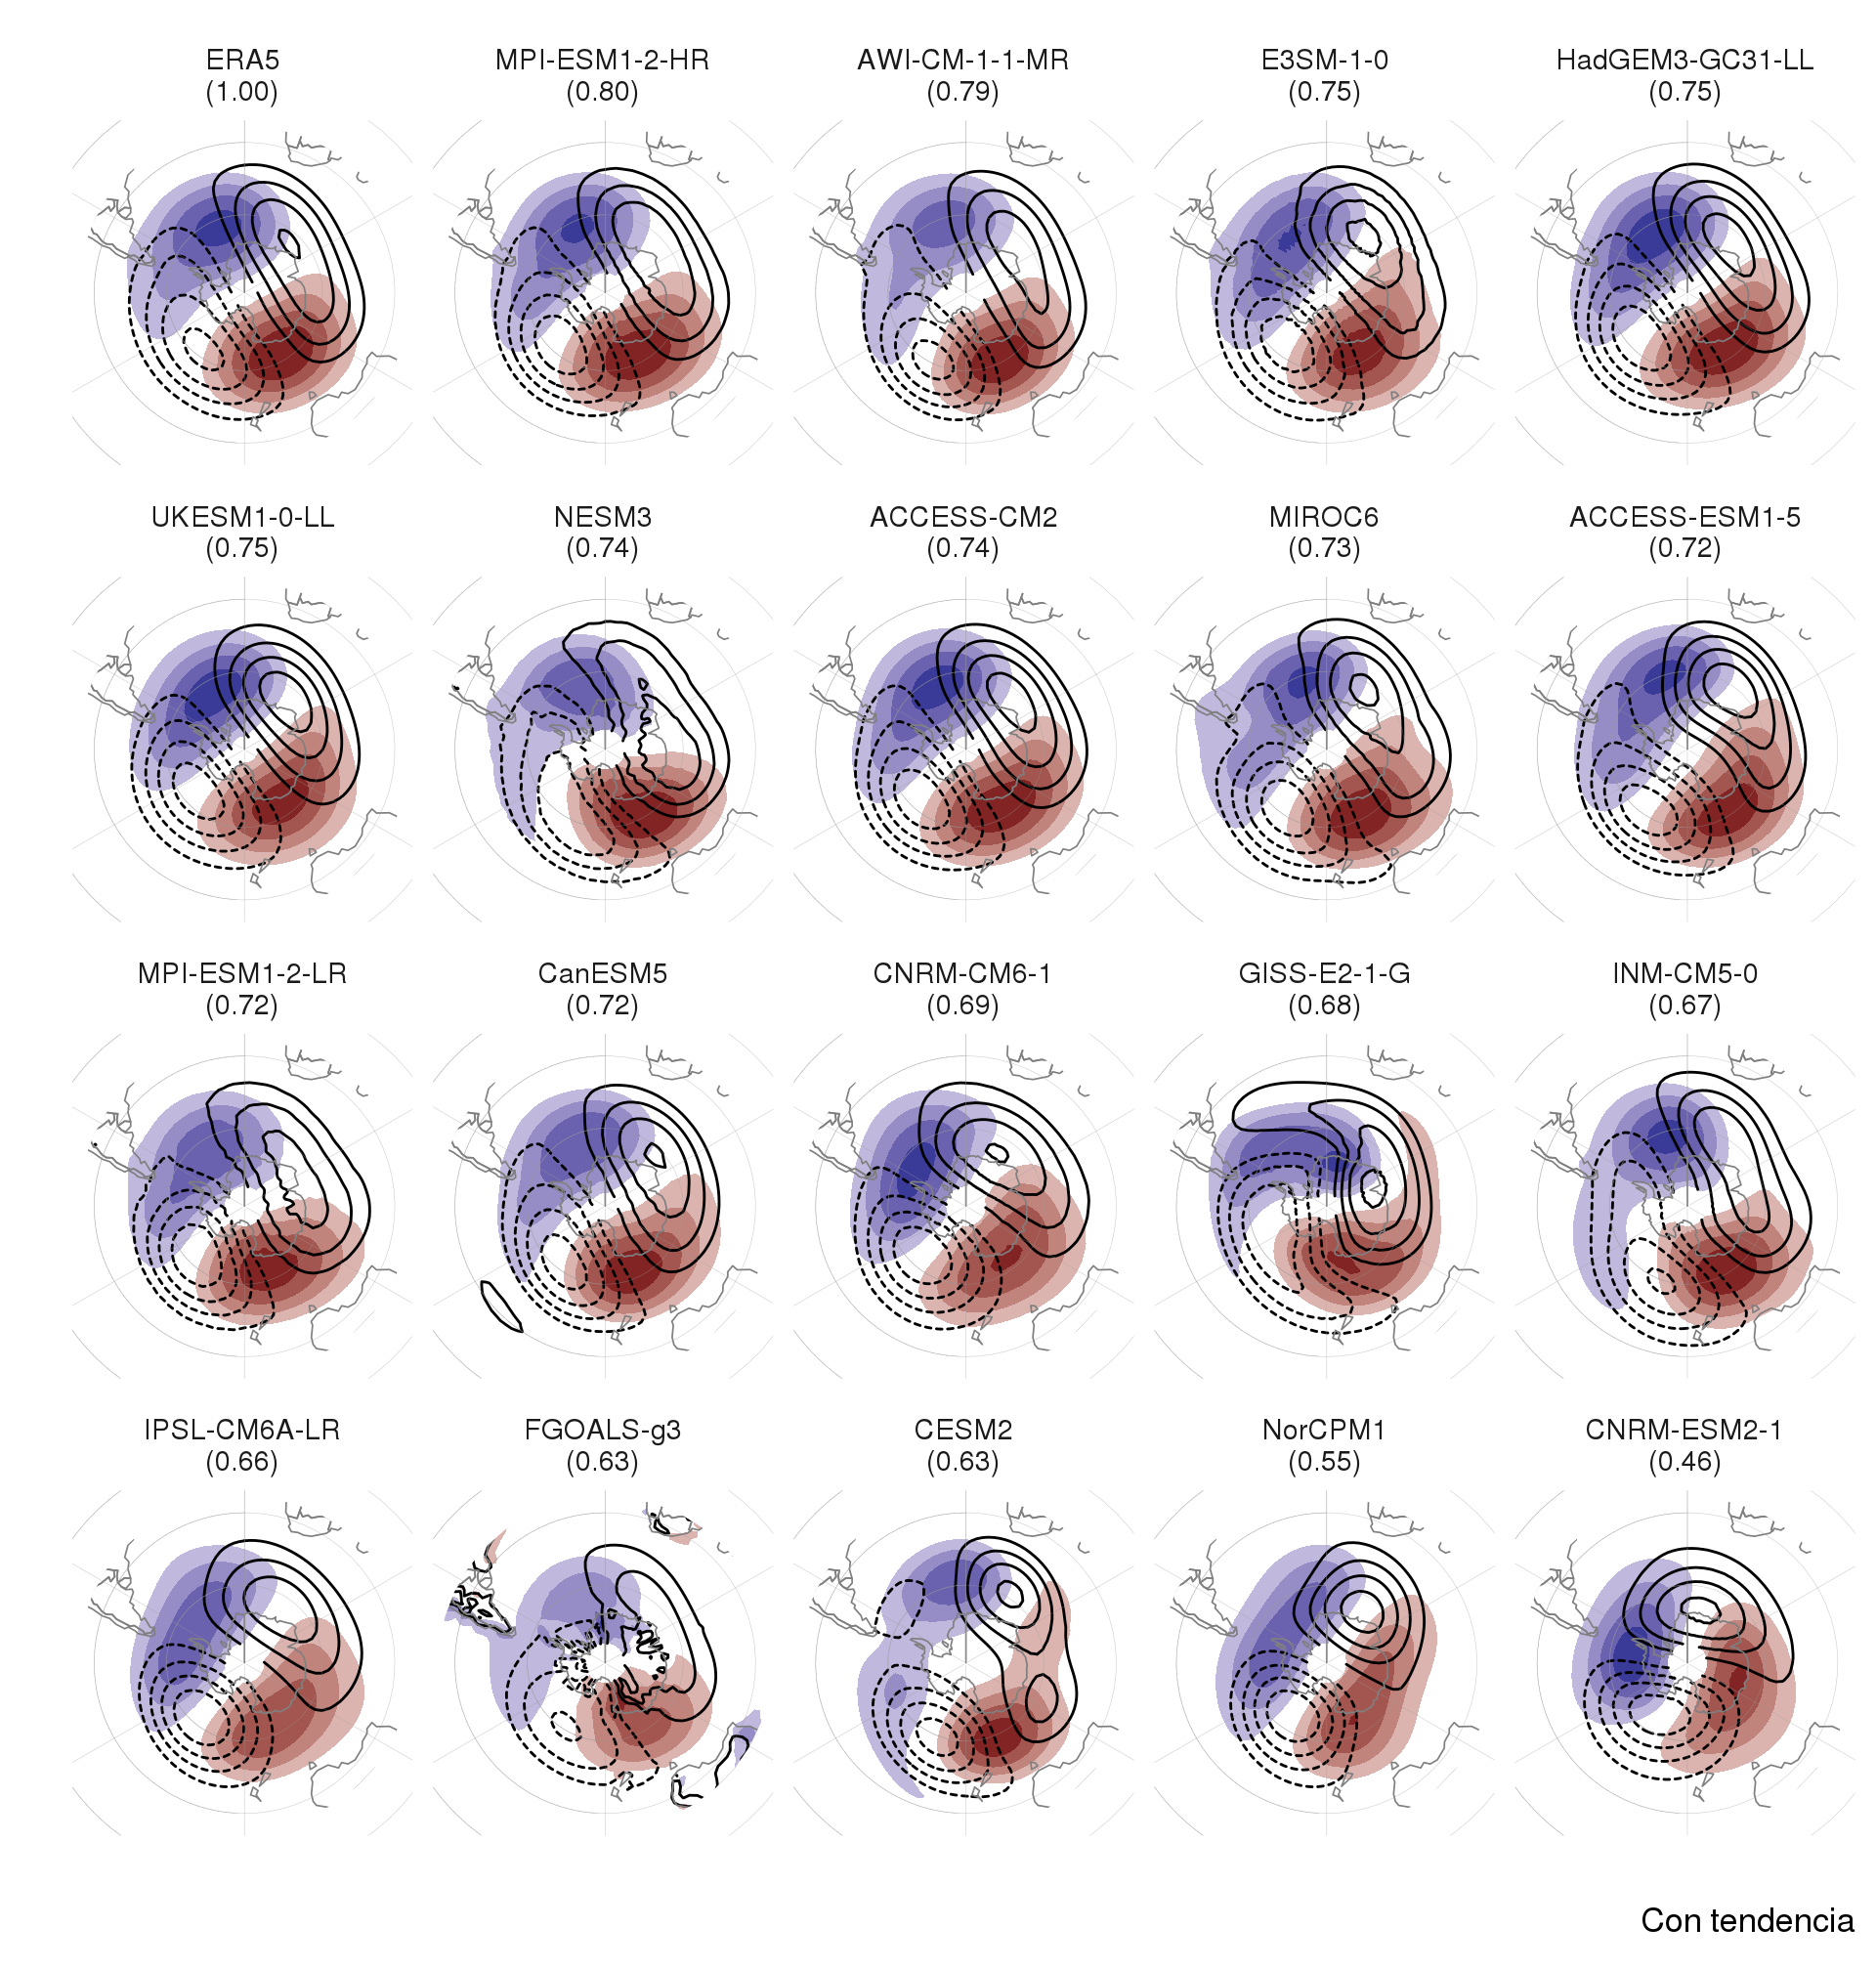 ERA5
(1.00)
MPI-ESM1-2-HR
(0.80)
AWI-CM-1-1-MR
(0.79)
E3SM-1-0
(0.75)
HadGEM3-GC31-LL
(0.75)
UKESM1-0-LL
(0.75)
NESM3
(0.74)
ACCESS-CM2
(0.74)
MIROC6
(0.73)
ACCESS-ESM1-5
(0.72)
MPI-ESM1-2-LR
(0.72)
CanESM5
(0.72)
CNRM-CM6-1
(0.69)
GISS-E2-1-G
(0.68)
INM-CM5-0
(0.67)
IPSL-CM6A-LR
(0.66)
FGOALS-g3
(0.63)
CESM2
(0.63)
NorCPM1
(0.55)
CNRM-ESM2-1
(0.46)
Con tendencia